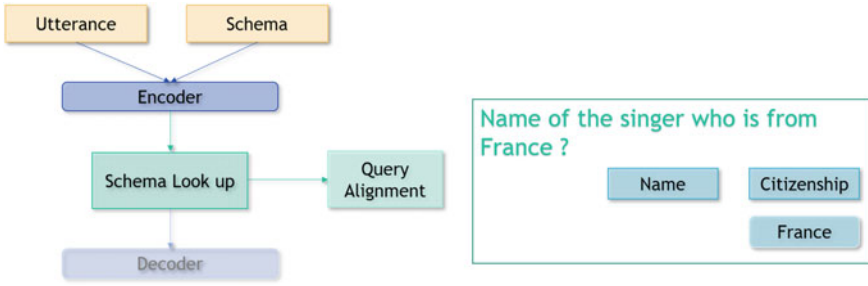 Utterance
Schema
Encoder
Schema Look up
Query
Alignment
Decoder
Name of the singer who is from
France ?
Name
Citizenship
France